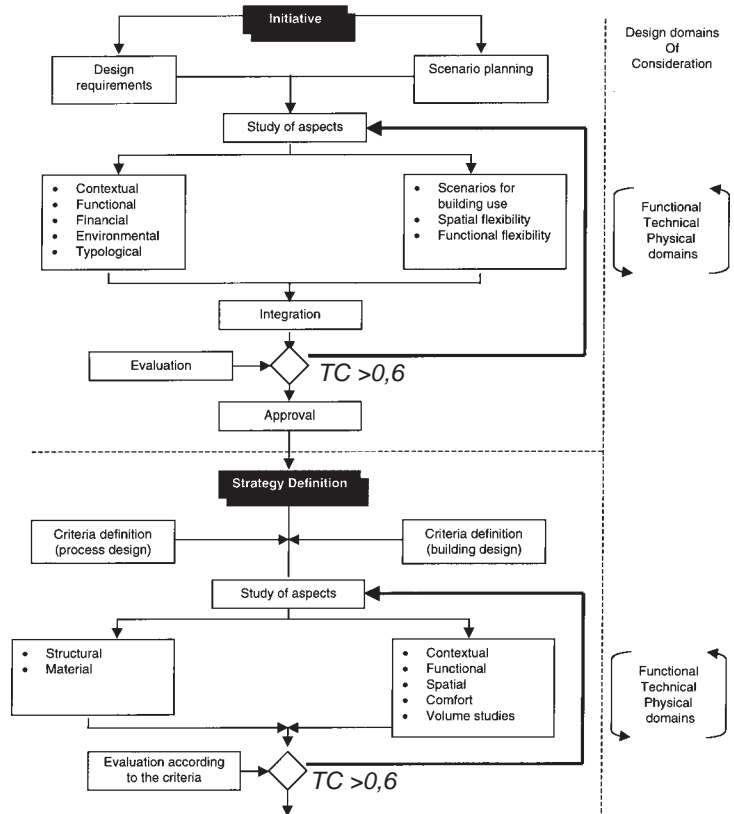 Initiative
Design domains
Of
Consideration
Design
requirements
Scenario planning
Study of aspects
• Contextual
• Functional
• Financial
• Environmental
• Typological
• Scenarios for
building use
• Spatial flexibility
• Functional flexibility
Functional
Technical
Physical
domains
Integration
Evaluation
TC >0,6
Approval
Strategy Definition
Criteria definition
(process design)
Criteria definition
(building design)
Study of aspects
• Structural
• Material
• Contextual
• Functional
• Spatial
• Comfort
• Volume studies
Functional
Technical
Physical
domains
Evaluation according
to the criteria
TC >0,6